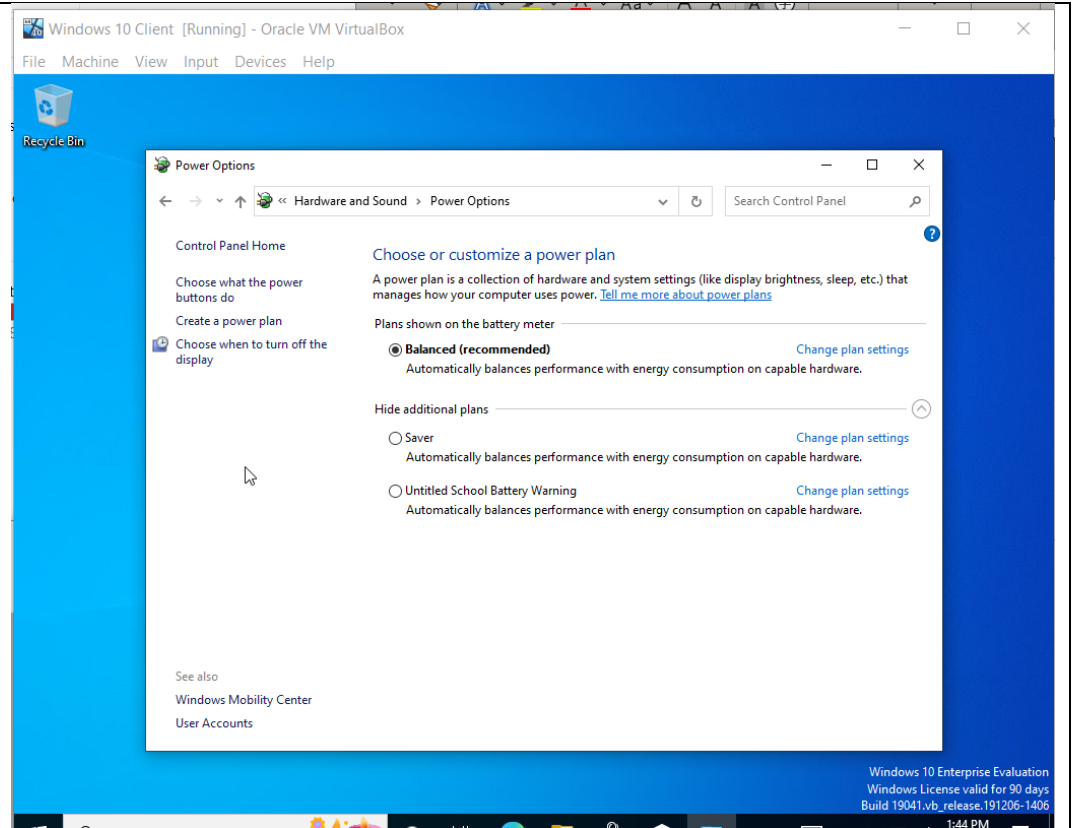 Windows 10 Client [Running] - Oracle VM VirtualBox
File Machine View Input Devices Help
Recycle Bin
Power Options
« Hardware and Sound › Power Options
Search Control Panel
?
Control Panel Home
Choose what the power
buttons do
Create a power plan
Choose when to turn off the
display
Choose or customize a power plan
A power plan is a collection of hardware and system settings (like display brightness, sleep, etc.) that
manages how your computer uses power. Tell me more about power plans
Plans shown on the battery meter
Balanced (recommended) Change plan settings
Automatically balances performance with energy consumption on capable hardware.
Hide additional plans
Saver Change plan settings
Automatically balances performance with energy consumption on capable hardware.
Untitled School Battery Warning Change plan settings
Automatically balances performance with energy consumption on capable hardware.
See also
Windows Mobility Center
User Accounts
Windows 10 Enterprise Evaluation
Windows License valid for 90 days
Build 19041.vb_release.191206-1406
1:44 PM